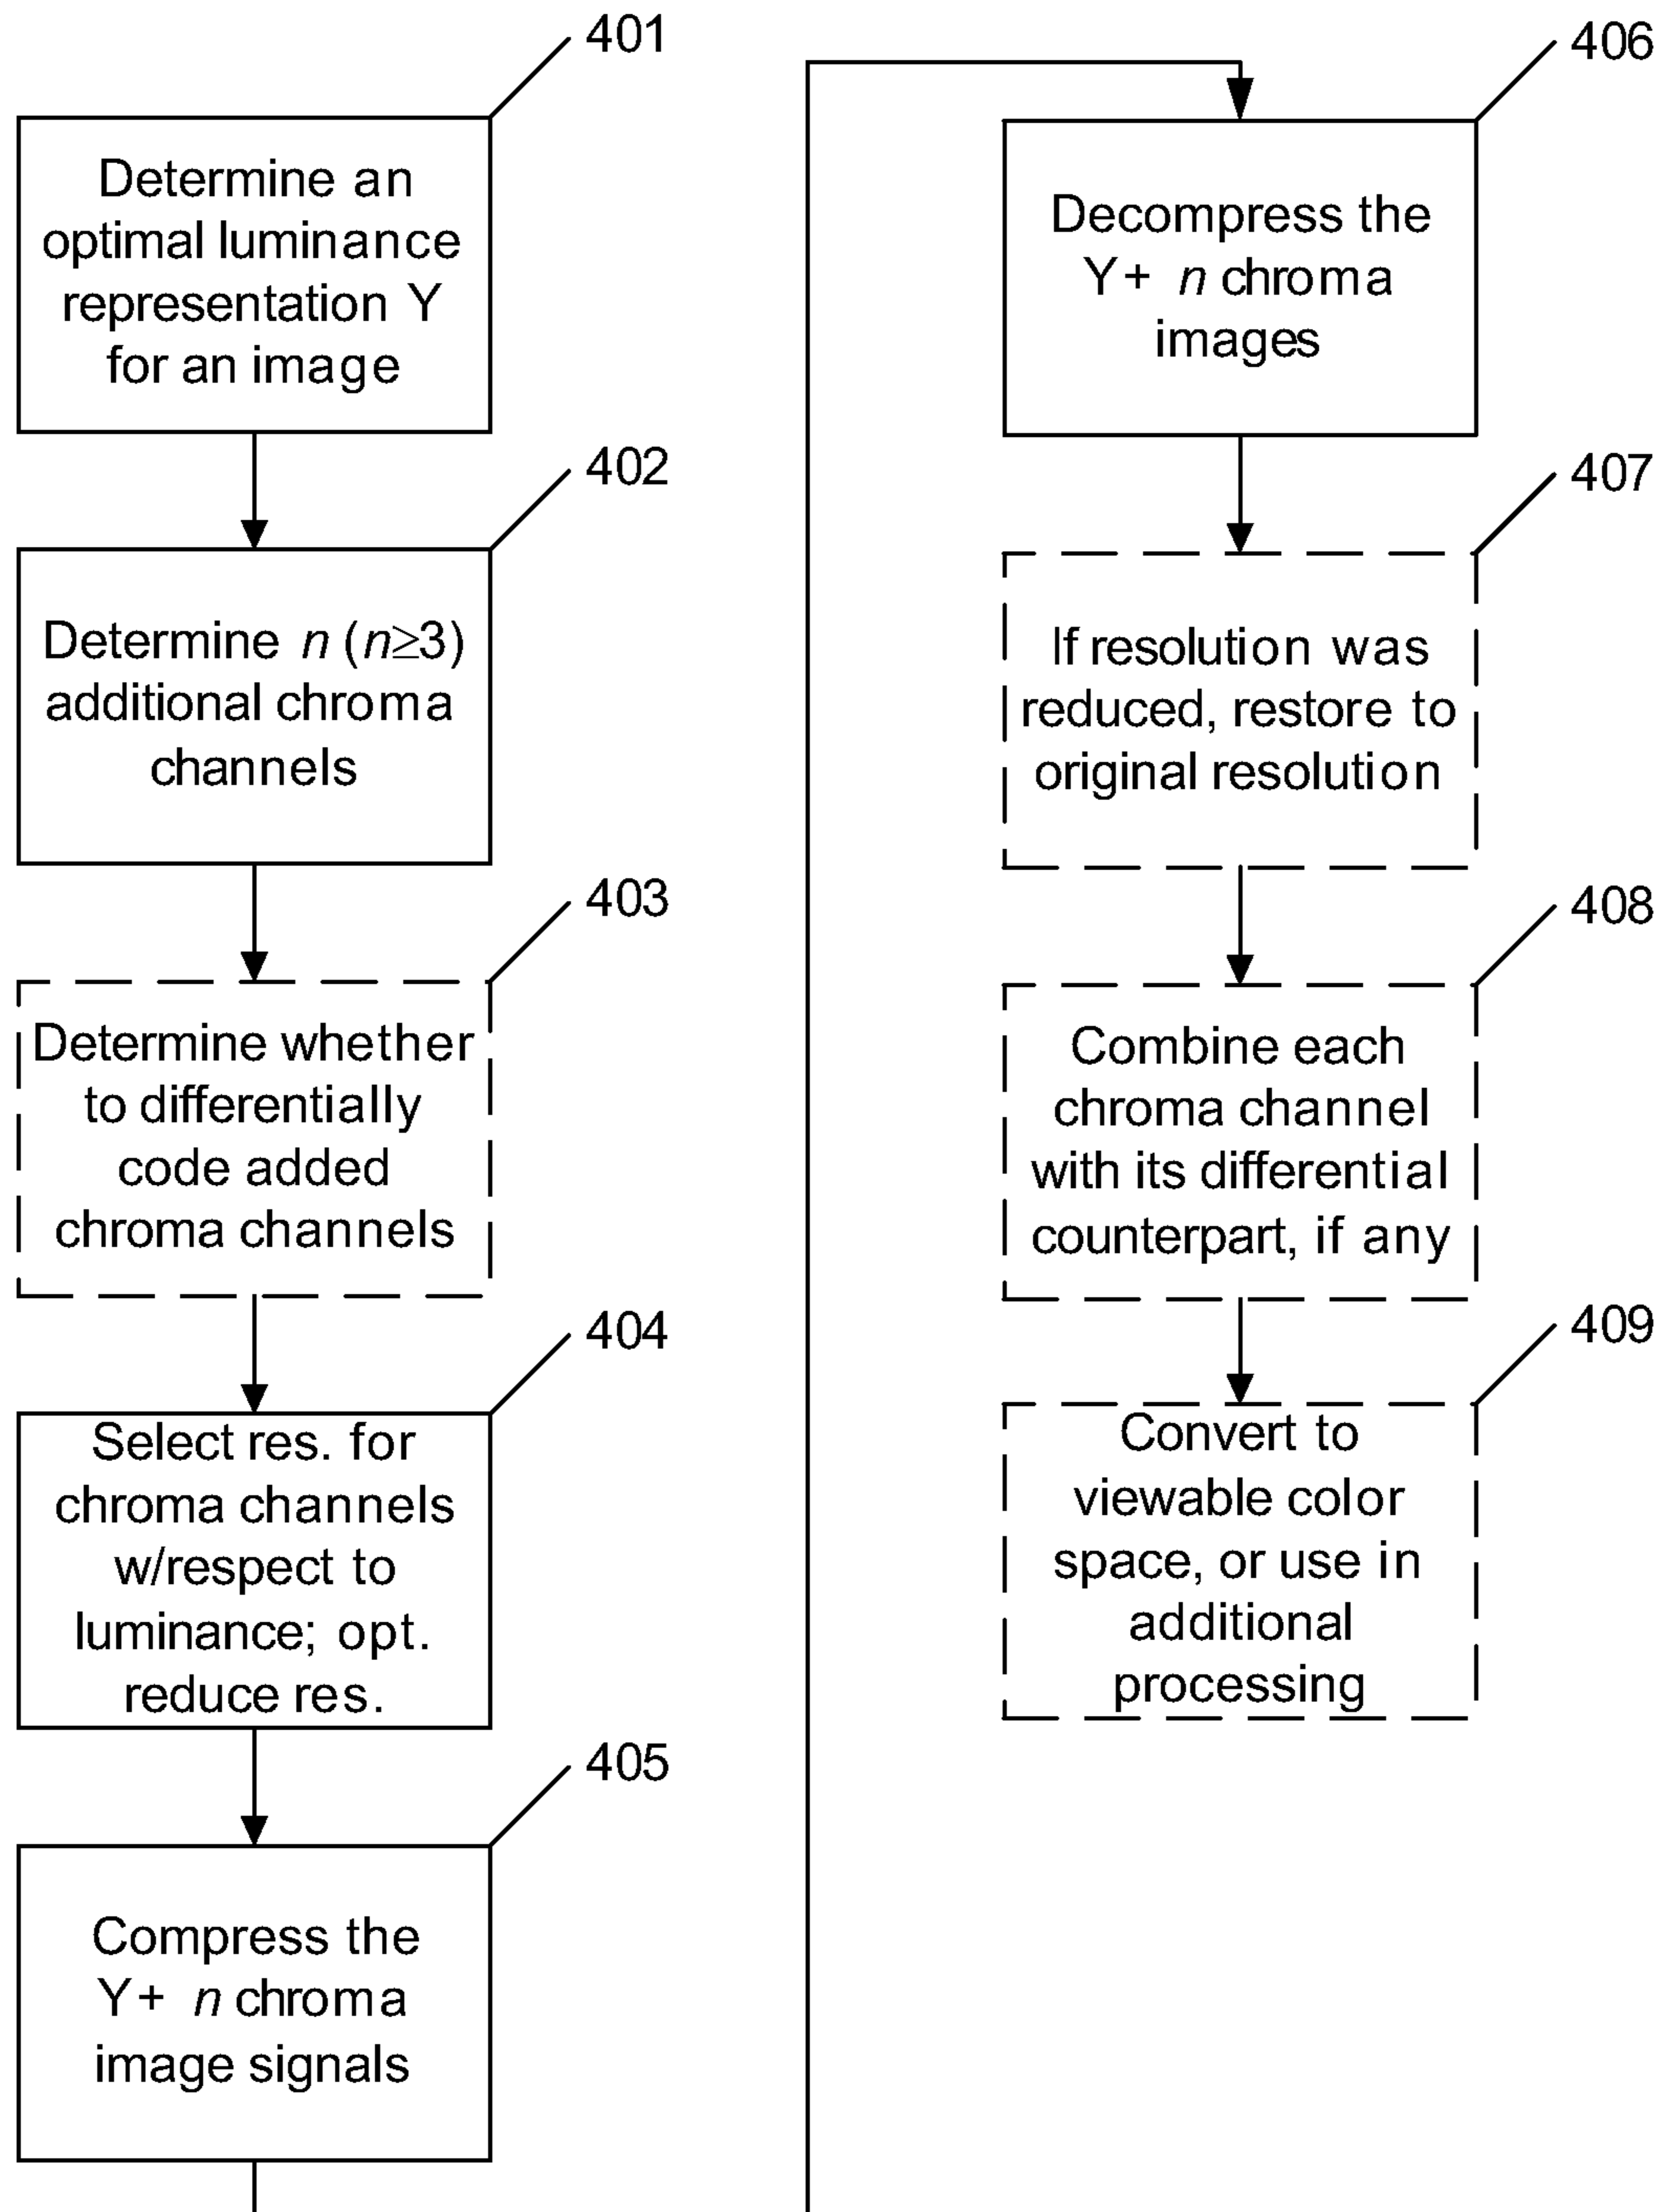 401
Determine an
optimal luminance
representation Y
for an image
402
Determine n (n≥3)
additional chroma
channels
403
Determine whether
to differentially
code added
chroma channels
404
Select res. for
chroma channels
w/respect to
luminance; opt.
reduce res.
405
Compress the
Y+ n chroma
image signals
406
Decompress the
Y+ n chroma
images
407
If resolution was
reduced, restore to
original resolution
408
Combine each
chroma channel
with its differential
counterpart, if any
409
Convert to
viewable color
space, or use in
additional
processing